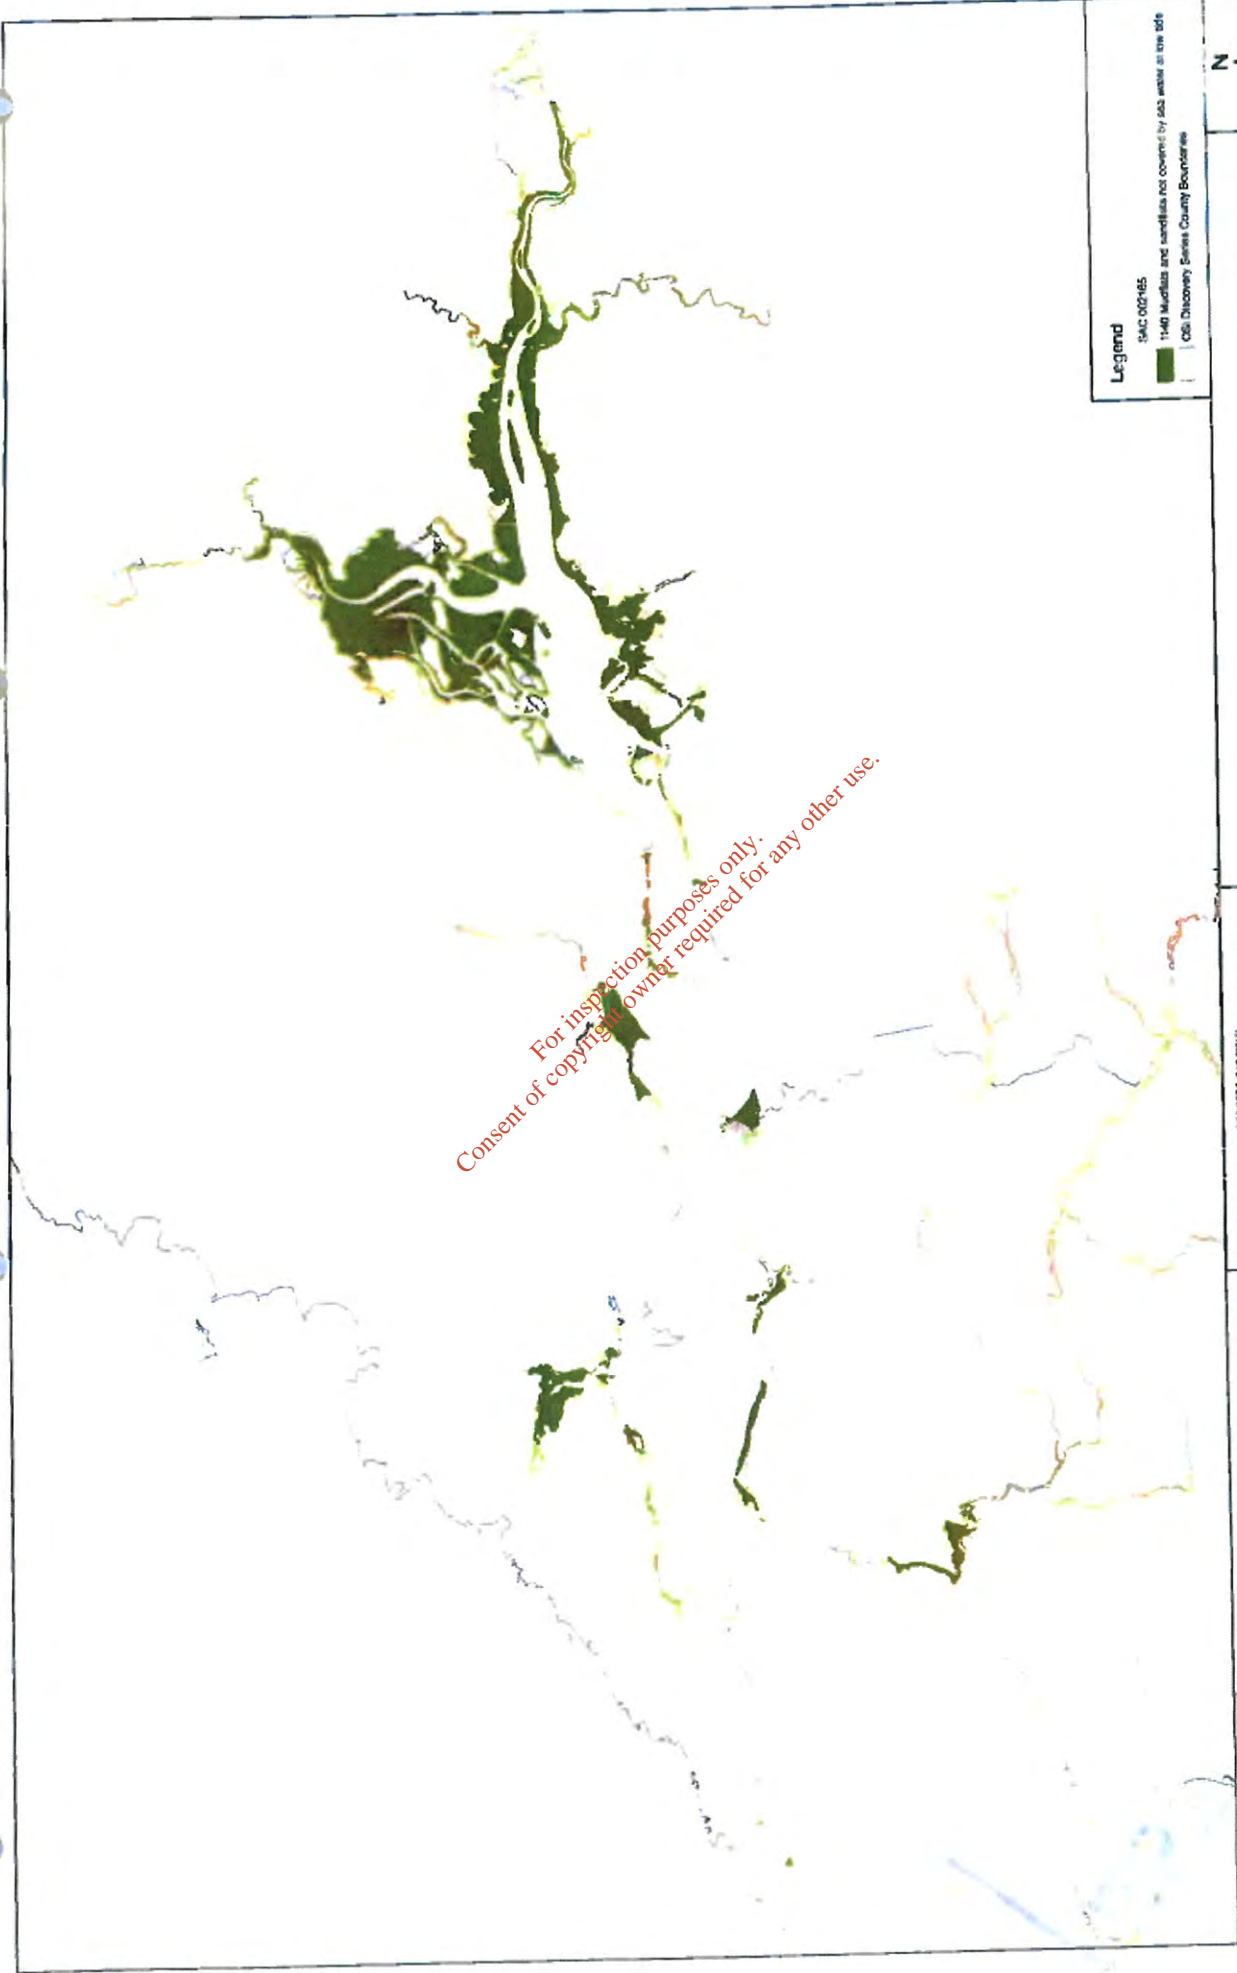 Legend
SAC 002165
1140 Mudflats and sandflats not covered by sea water at low tide
OSi Discovery Series County Boundaries
N
For inspection purposes only.
Consent of copyright owner required for any other use.